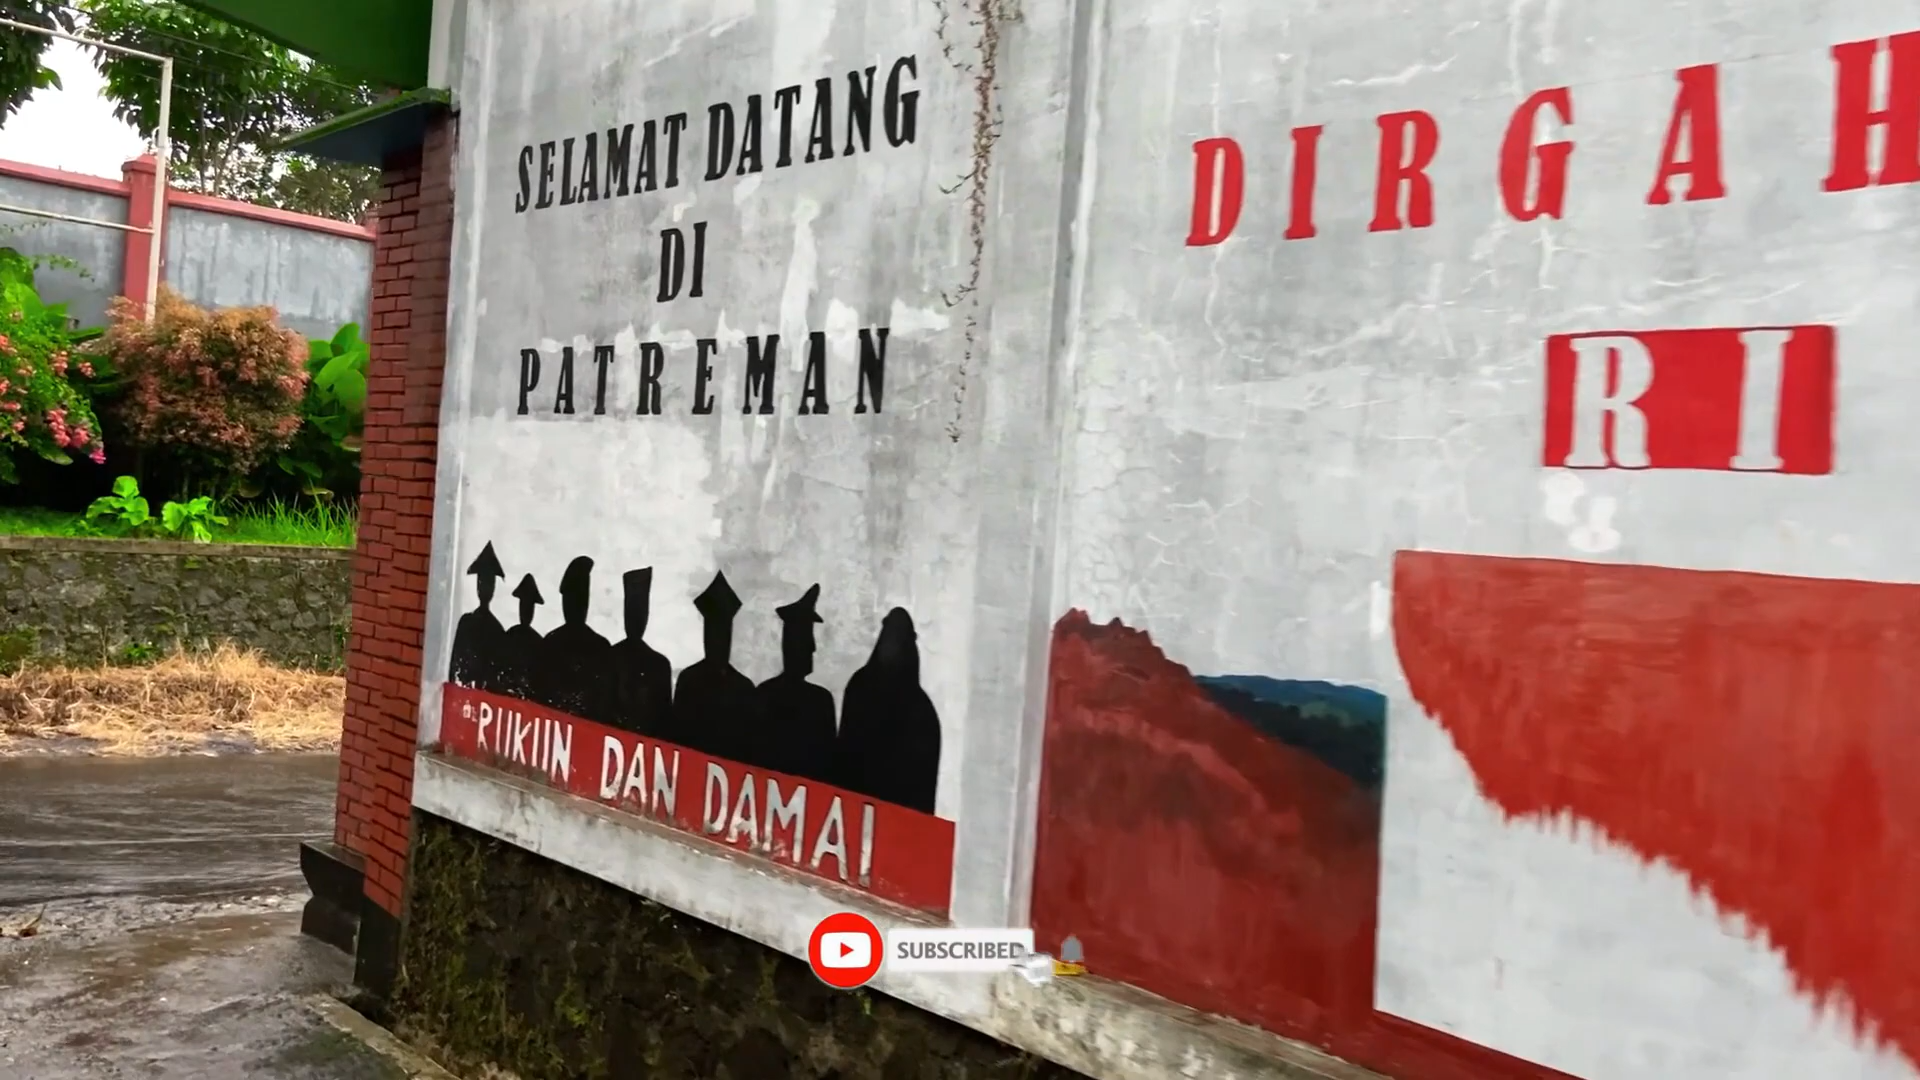 SELAMAT DATANG
DI
PATREMAN
RUKUN DAN DAMAI
DIRGAH
RI
SUBSCRIBED